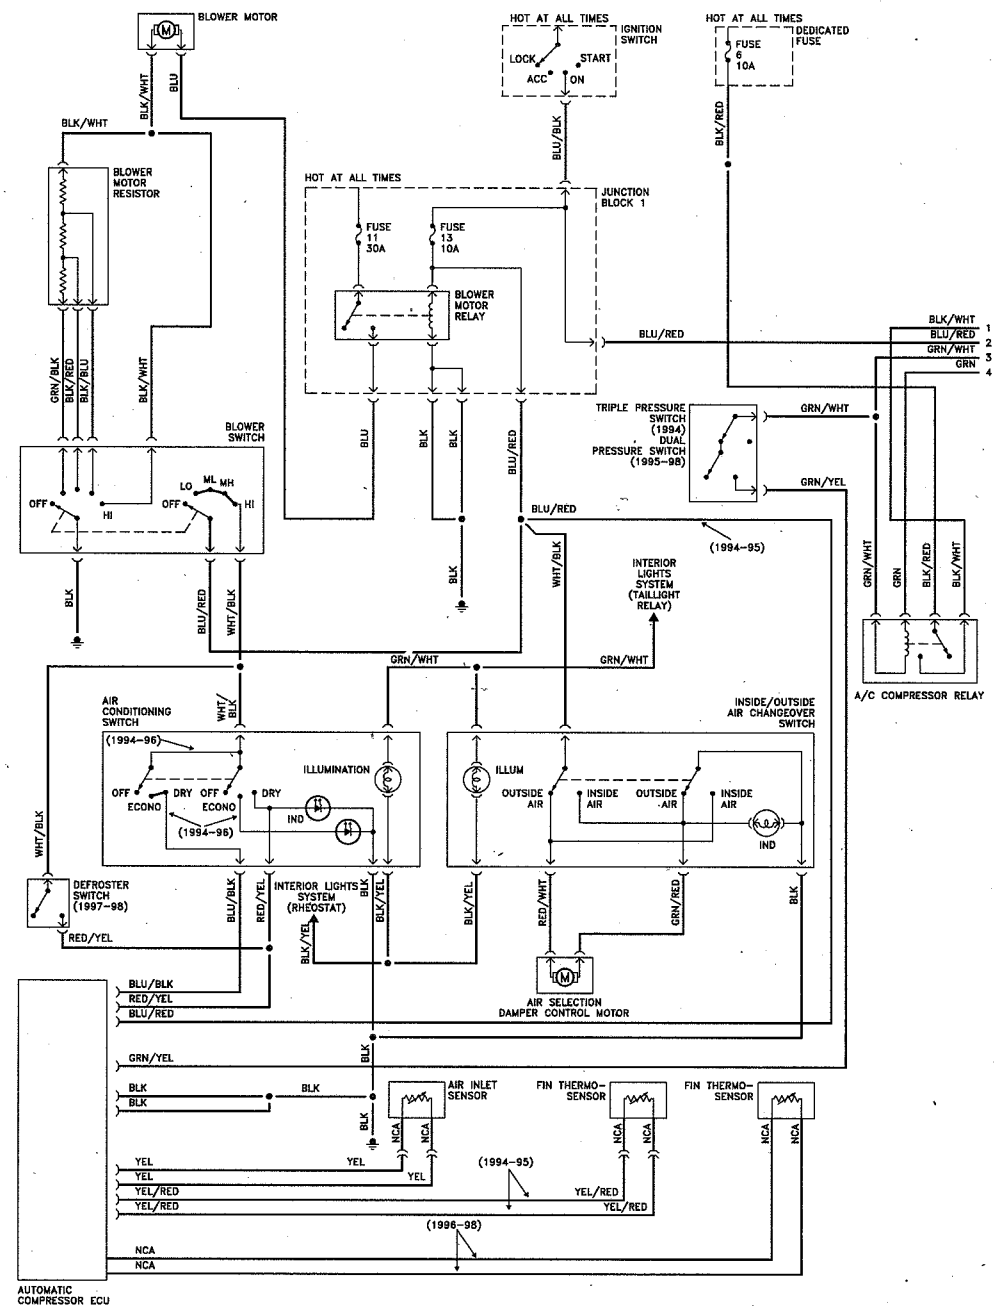 BLOWER MOTOR
M
HOT AT ALL TIMES
IGNITION
SWITCH
LOCK
START
ACC
ON
HOT AT ALL TIMES
DEDICATED
FUSE
FUSE
6
10A
BLK/WHT
BLU
BLK/WHT
BLU/BLK
BLK/RED
BLOWER
MOTOR
RESISTOR
HOT AT ALL TIMES
JUNCTION
BLOCK 1
FUSE
11
30A
FUSE
13
10A
BLOWER
MOTOR
RELAY
BLU/RED
BLK/WHT 1
BLU/RED 2
GRN/WHT 3
GRN 4
GRN/BLK
BLK/RED
BLK/BLU
BLK/WHT
BLOWER
SWITCH
OFF
HI
LO
ML
MH
OFF
HI
BLU
BLK
BLK
BLU/RED
TRIPLE PRESSURE
SWITCH
(1994)
DUAL
PRESSURE SWITCH
(1995-98)
GRN/WHT
GRN/YEL
BLU/RED
(1994-95)
WHT/BLK
INTERIOR
LIGHTS
SYSTEM
(TAILLIGHT
RELAY)
GRN/WHT
GRN
BLK/RED
BLK/WHT
A/C COMPRESSOR RELAY
BLK
BLU/RED
WHT/BLK
BLK
GRN/WHT
GRN/WHT
AIR
CONDITIONING
SWITCH
WHT/
BLK
(1994-96)
OFF
DRY
ECONO
OFF
DRY
ECONO
(1994-96)
IND
ILLUMINATION
INSIDE/OUTSIDE
AIR CHANGEOVER
SWITCH
ILLUM
OUTSIDE
AIR
INSIDE
AIR
OUTSIDE
AIR
INSIDE
AIR
IND
WHT/BLK
DEFROSTER
SWITCH
(1997-98)
RED/YEL
BLU/BLK
RED/YEL
INTERIOR LIGHTS
SYSTEM
(RHEOSTAT)
BLK/YEL
BLK
BLK/YEL
BLK/YEL
RED/WHT
GRN/RED
BLK
M
AIR SELECTION
DAMPER CONTROL MOTOR
BLU/BLK
RED/YEL
BLU/RED
GRN/YEL
BLK
BLK
BLK
BLK
BLK
AIR INLET
SENSOR
FIN THERMO-
SENSOR
FIN THERMO-
SENSOR
NCA
NCA
NCA
NCA
NCA
NCA
YEL
YEL
YEL
YEL
YEL/RED
YEL/RED
(1994-95)
YEL/RED
YEL/RED
(1996-98)
NCA
NCA
AUTOMATIC
COMPRESSOR ECU